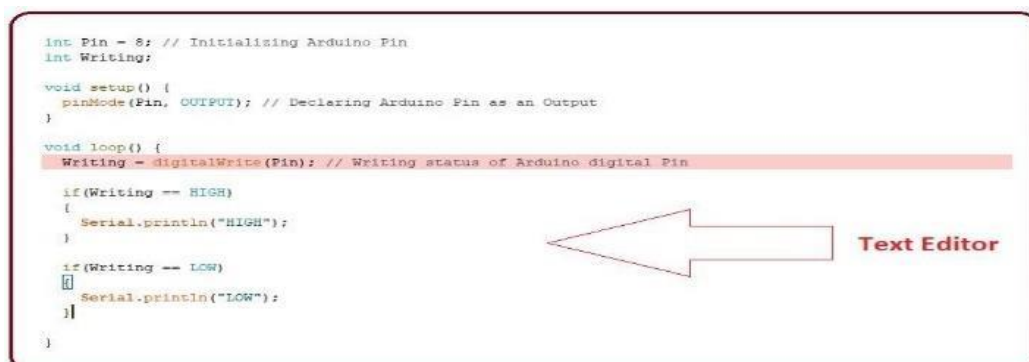 int Pin = 8; // Initializing Arduino Pin
int Writing;
void setup() {
pinMode(Pin, OUTPUT); // Declaring Arduino Pin as an Output
}
void loop() {
Writing = digitalWrite(Pin); // Writing status of Arduino digital Pin
if(Writing == HIGH)
{
Serial.println("HIGH");
}
Text Editor
if(Writing == LOW)
{
Serial.println("LOW");
}
}